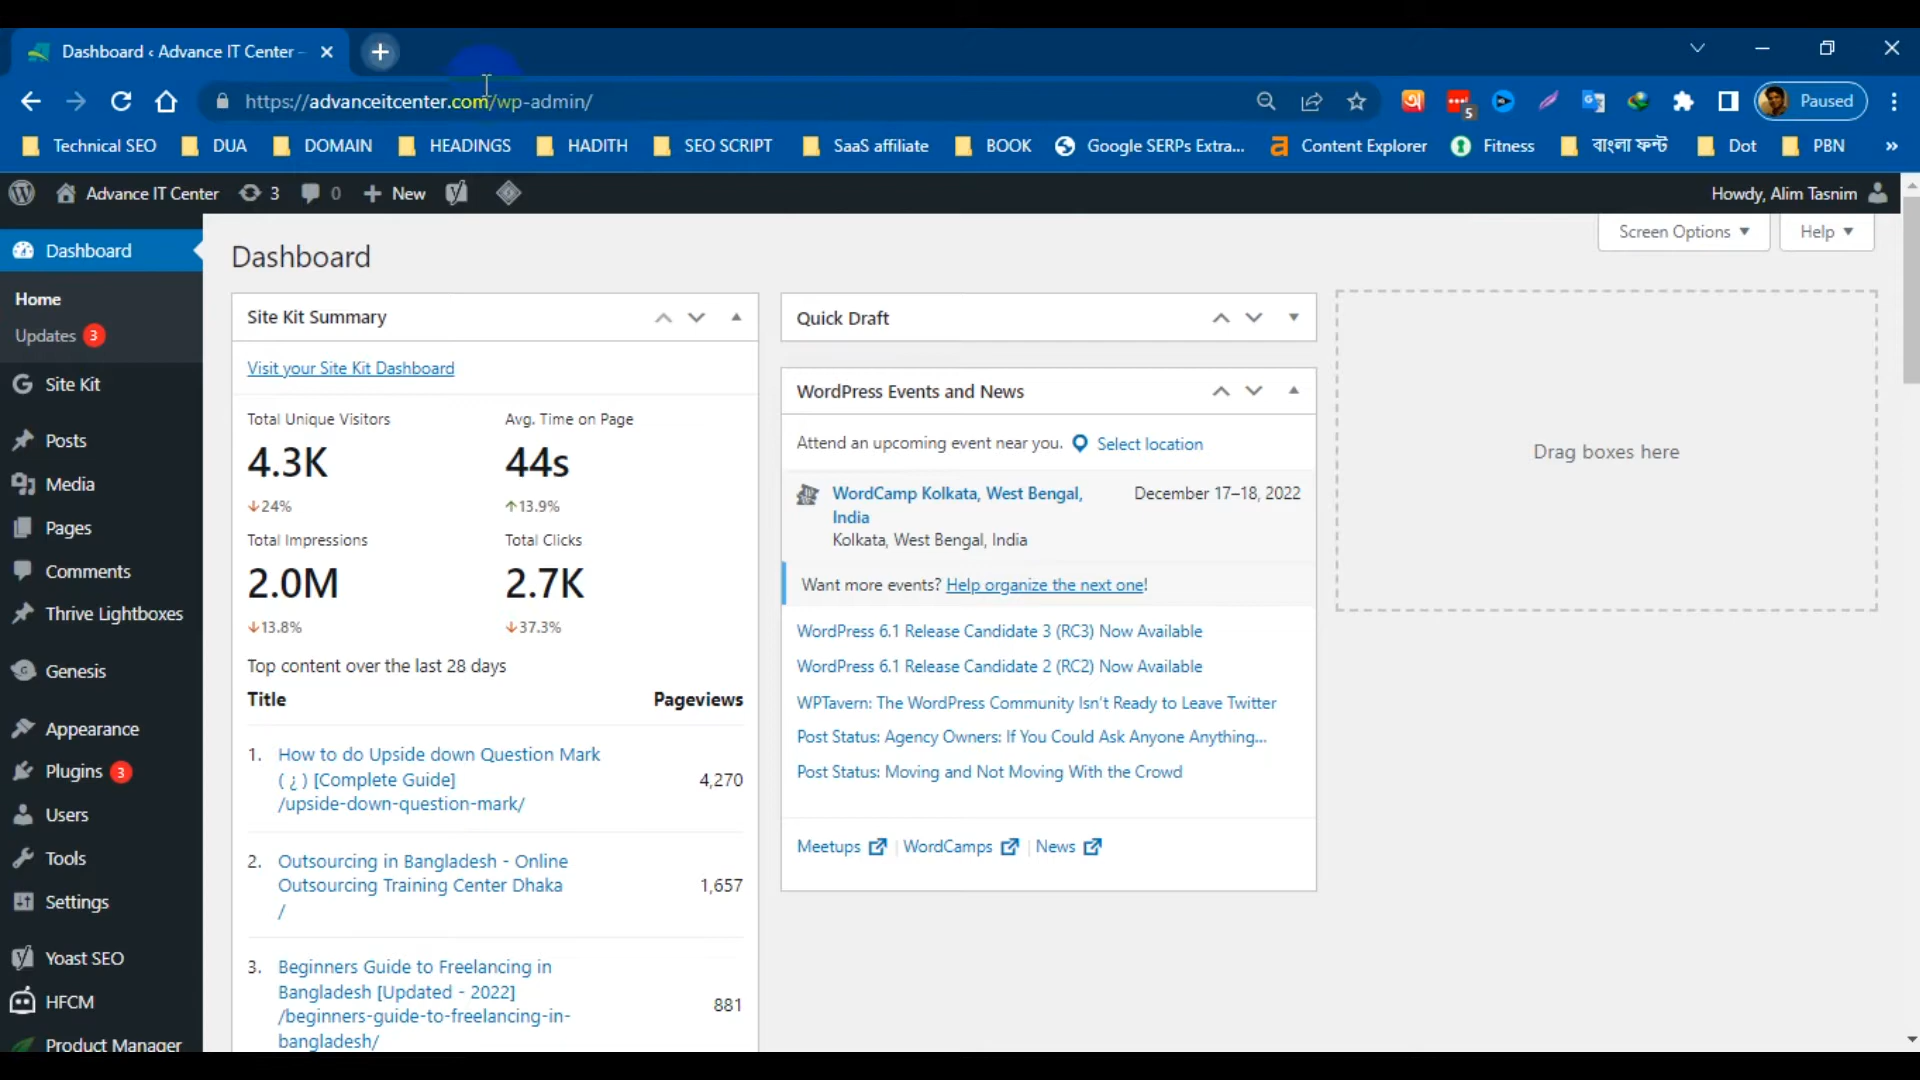 Dashboard ‹ Advance IT Center –
https://advanceitcenter.com/wp-admin/
5
Paused
Technical SEO
DUA
DOMAIN
HEADINGS
HADITH
SEO SCRIPT
SaaS affiliate
BOOK
Google SERPs Extra...
Content Explorer
Fitness
বাংলা ফন্ট
Dot
PBN
»
Advance IT Center
3
0
New
Howdy, Alim Tasnim
Screen Options
Help
Dashboard
Home
Updates 3
Site Kit
Posts
Media
Pages
Comments
Thrive Lightboxes
Genesis
Appearance
Plugins 3
Users
Tools
Settings
Yoast SEO
HFCM
Product Manager
Dashboard
Site Kit Summary
Visit your Site Kit Dashboard
Total Unique Visitors
4.3K
↓24%
Avg. Time on Page
44s
↑13.9%
Total Impressions
2.0M
↓13.8%
Total Clicks
2.7K
↓37.3%
Top content over the last 28 days
Title Pageviews
1. How to do Upside down Question Mark
( ¿ ) [Complete Guide]
/upside-down-question-mark/
4,270
2. Outsourcing in Bangladesh - Online
Outsourcing Training Center Dhaka
/
1,657
3. Beginners Guide to Freelancing in
Bangladesh [Updated - 2022]
/beginners-guide-to-freelancing-in-
bangladesh/
881
Quick Draft
WordPress Events and News
Attend an upcoming event near you. Select location
WordCamp Kolkata, West Bengal,
India
Kolkata, West Bengal, India
December 17–18, 2022
Want more events? Help organize the next one!
WordPress 6.1 Release Candidate 3 (RC3) Now Available
WordPress 6.1 Release Candidate 2 (RC2) Now Available
WPTavern: The WordPress Community Isn't Ready to Leave Twitter
Post Status: Agency Owners: If You Could Ask Anyone Anything...
Post Status: Moving and Not Moving With the Crowd
Meetups | WordCamps | News
Drag boxes here